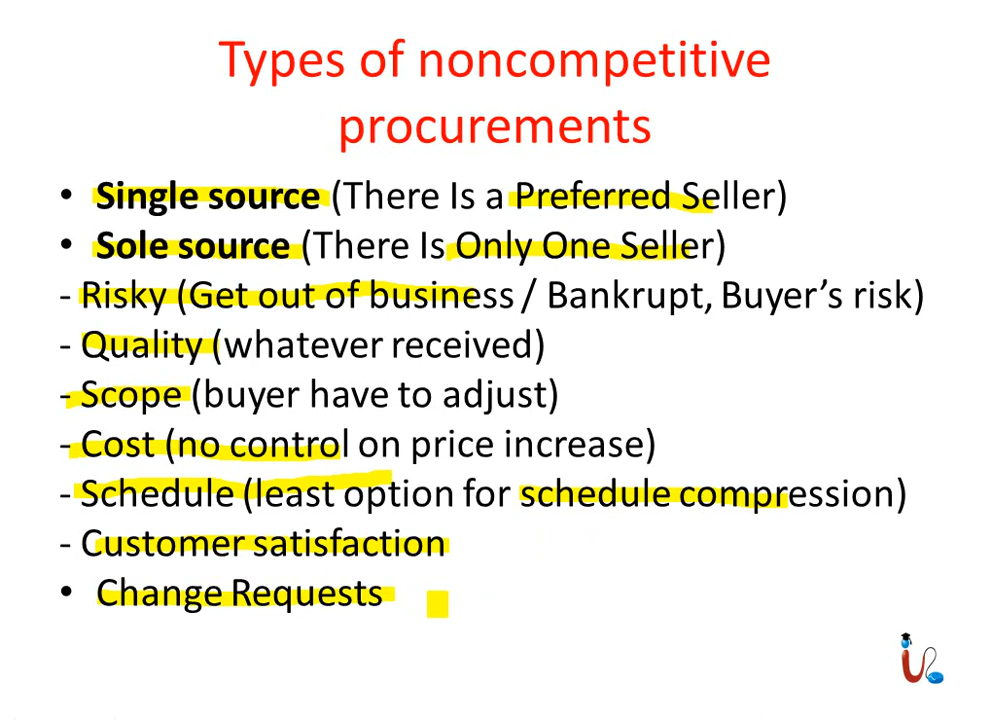 Types of noncompetitive
procurements
• Single source (There Is a Preferred Seller)
• Sole source (There Is Only One Seller)
- Risky (Get out of business / Bankrupt, Buyer’s risk)
- Quality (whatever received)
- Scope (buyer have to adjust)
- Cost (no control on price increase)
- Schedule (least option for schedule compression)
- Customer satisfaction
• Change Requests